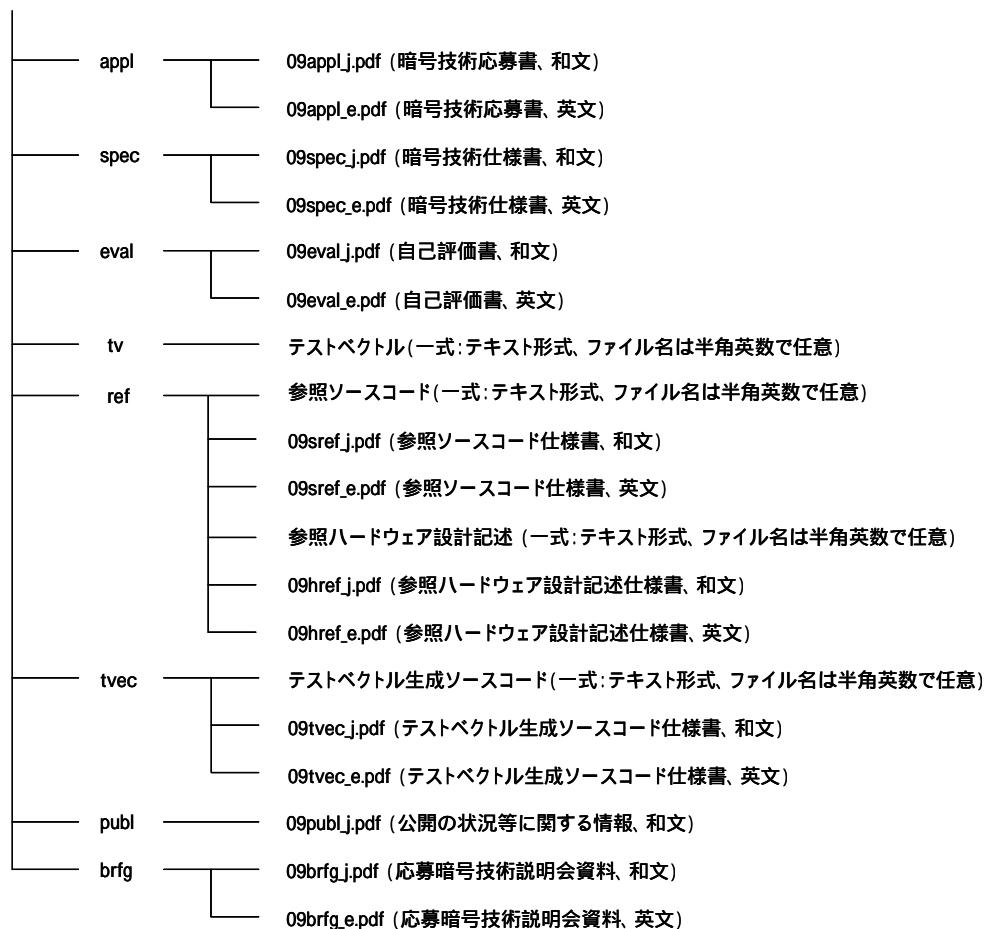 appl 09appl_j.pdf (暗号技術応募書、和文)
09appl_e.pdf (暗号技術応募書、英文)
spec 09spec_j.pdf (暗号技術仕様書、和文)
09spec_e.pdf (暗号技術仕様書、英文)
eval 09eval_j.pdf (自己評価書、和文)
09eval_e.pdf (自己評価書、英文)
tv テストベクトル(一式:テキスト形式、ファイル名は半角英数で任意)
ref 参照ソースコード(一式:テキスト形式、ファイル名は半角英数で任意)
09sref_j.pdf (参照ソースコード仕様書、和文)
09sref_e.pdf (参照ソースコード仕様書、英文)
参照ハードウェア設計記述 (一式:テキスト形式、ファイル名は半角英数で任意)
09href_j.pdf (参照ハードウェア設計記述仕様書、和文)
09href_e.pdf (参照ハードウェア設計記述仕様書、英文)
tvec テストベクトル生成ソースコード(一式:テキスト形式、ファイル名は半角英数で任意)
09tvec_j.pdf (テストベクトル生成ソースコード仕様書、和文)
09tvec_e.pdf (テストベクトル生成ソースコード仕様書、英文)
publ 09publ_j.pdf (公開の状況等に関する情報、和文)
brfg 09brfg_j.pdf (応募暗号技術説明会資料、和文)
09brfg_e.pdf (応募暗号技術説明会資料、英文)